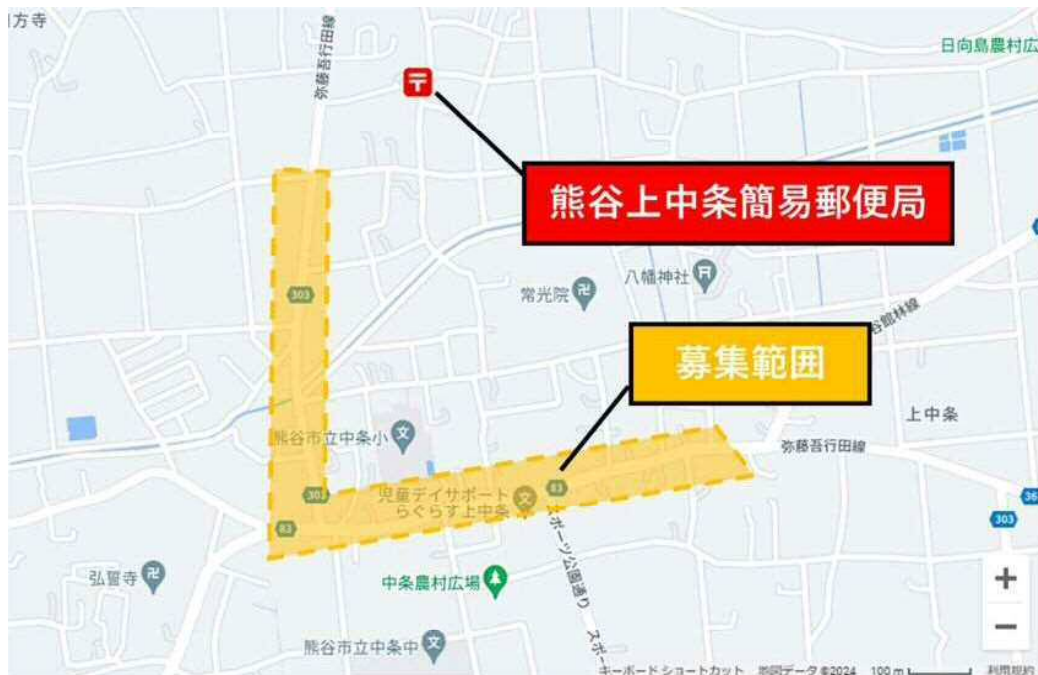 方寺
弥藤吾行田線
〒
日向島農村広
熊谷上中条簡易郵便局
303
常光院
八幡神社
谷館林線
募集範囲
上中条
熊谷市立中条小
文
弥藤吾行田線
303
83
児童デイサポート
らぐらす上中条
文
83
36
303
弘誓寺
中条農村広場
スポーツ公園通り
スポ
熊谷市立中条中
文
+
−
キーボード ショートカット
地図データ ©2024
100 m
利用規約